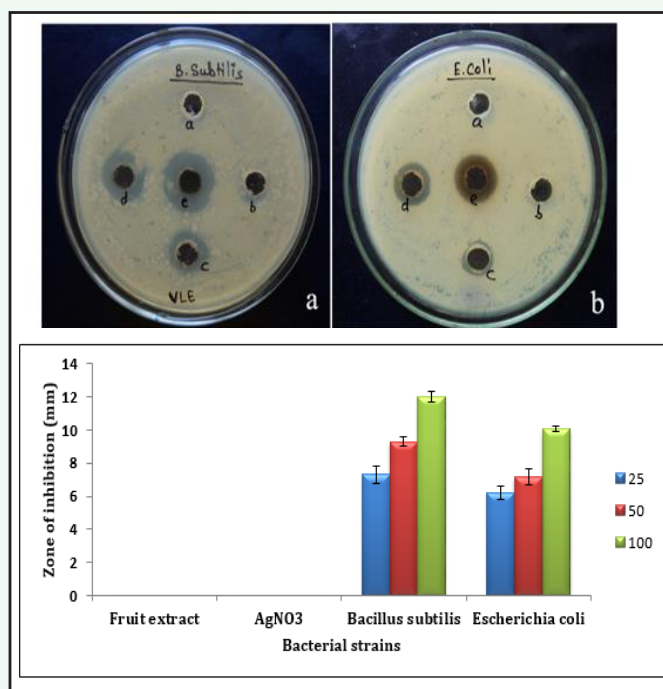 B. Subtilis
a
d
e
b
c
VLE
a
E. Coli
a
d
e
b
c
b
14
12
10
8
6
4
2
0
Zone of inhibition (mm)
Fruit extract
AgNO3
Bacillus subtilis
Escherichia coli
Bacterial strains
25
50
100